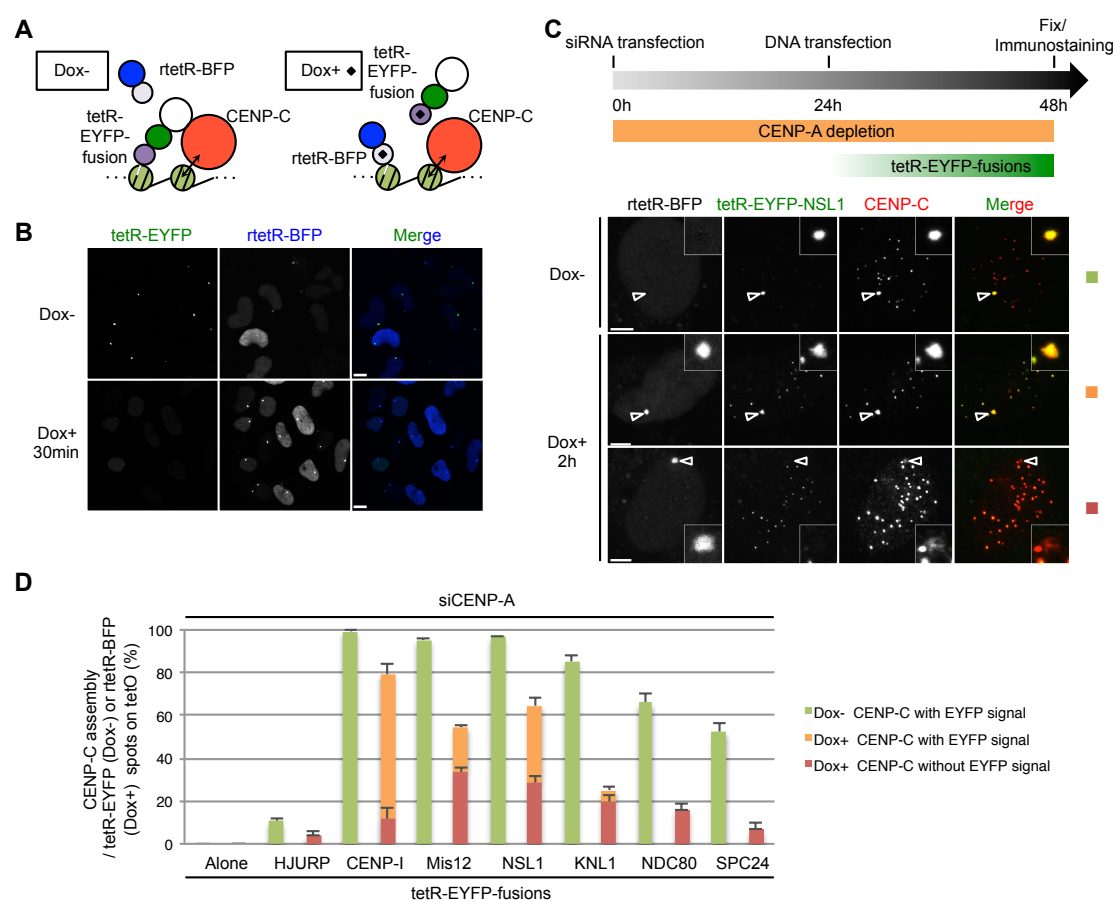 A
Dox-
rtetR-BFP
tetR-
EYFP-
fusion
CENP-C
Dox+ ◆
tetR-
EYFP-
fusion
CENP-C
rtetR-BFP
B
tetR-EYFP
rtetR-BFP
Merge
Dox-
Dox+
30min
C
siRNA transfection
DNA transfection
Fix/
Immunostaining
0h
24h
48h
CENP-A depletion
tetR-EYFP-fusions
rtetR-BFP
tetR-EYFP-NSL1
CENP-C
Merge
Dox-
Dox+
2h
D
siCENP-A
CENP-C assembly
/ tetR-EYFP (Dox-) or rtetR-BFP
(Dox+) spots on tetO (%)
100
80
60
40
20
0
Alone
HJURP
CENP-I
Mis12
NSL1
KNL1
NDC80
SPC24
tetR-EYFP-fusions
Dox- CENP-C with EYFP signal
Dox+ CENP-C with EYFP signal
Dox+ CENP-C without EYFP signal